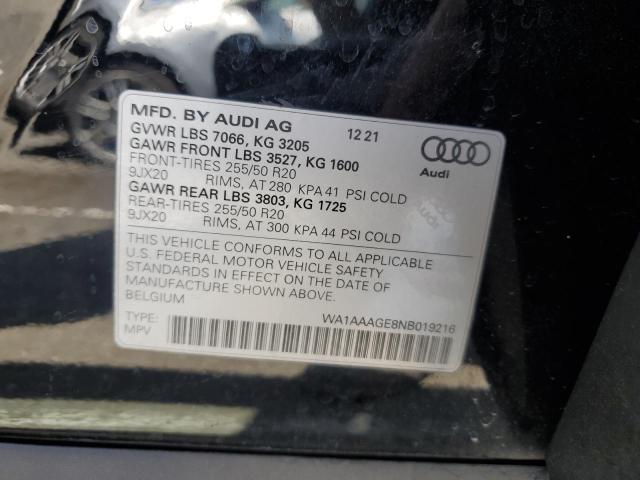 MFD. BY AUDI AG 12 21
GVWR LBS 7066, KG 3205
GAWR FRONT LBS 3527, KG 1600
FRONT-TIRES 255/50 R20
9JX20 RIMS, AT 280 KPA 41 PSI COLD
GAWR REAR LBS 3803, KG 1725
REAR-TIRES 255/50 R20
9JX20 RIMS, AT 300 KPA 44 PSI COLD
Audi
THIS VEHICLE CONFORMS TO ALL APPLICABLE
U.S. FEDERAL MOTOR VEHICLE SAFETY
STANDARDS IN EFFECT ON THE DATE OF
MANUFACTURE SHOWN ABOVE.
BELGIUM
TYPE: WA1AAAGE8NB019216
MPV